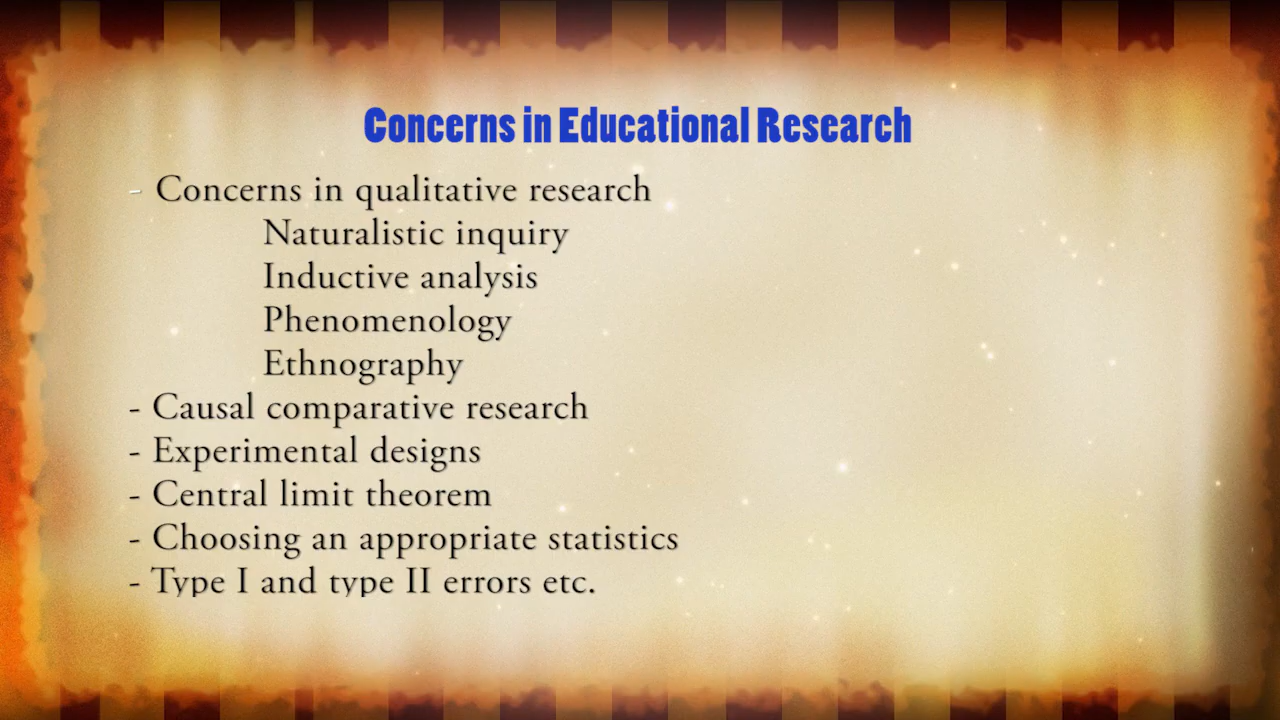 Concerns in Educational Research
- Concerns in qualitative research
Naturalistic inquiry
Inductive analysis
Phenomenology
Ethnography
- Causal comparative research
- Experimental designs
- Central limit theorem
- Choosing an appropriate statistics
- Type I and type II errors etc.